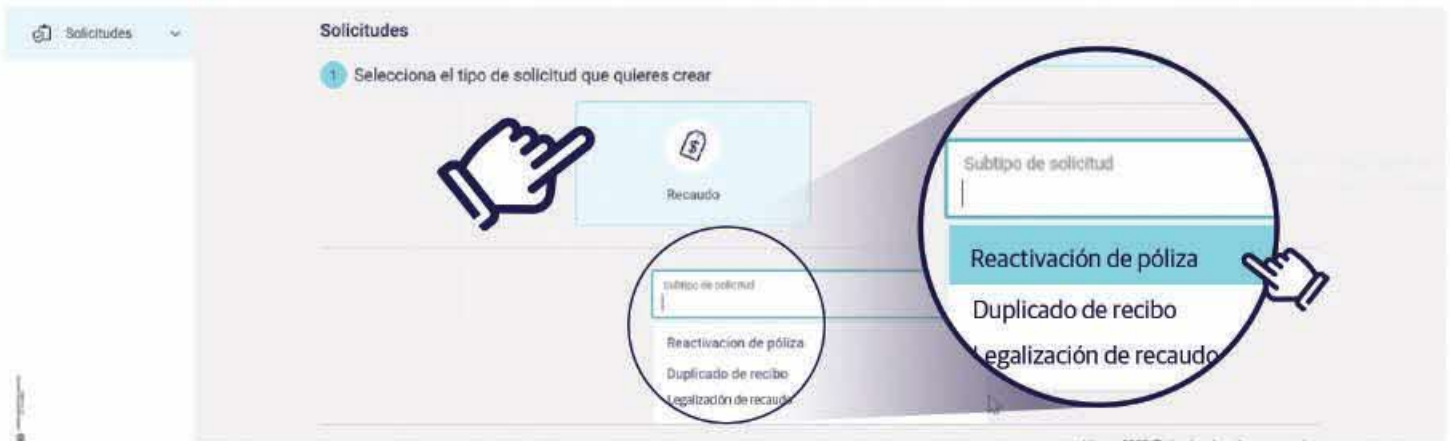 Solicitudes
Solicitudes
1 Selecciona el tipo de solicitud que quieres crear
Recaudo
Subtipo de solicitud
Reactivacion de póliza
Duplicado de recibo
Legalización de recaudo
Subtipo de solicitud
Reactivación de póliza
Duplicado de recibo
egalización de recaudo